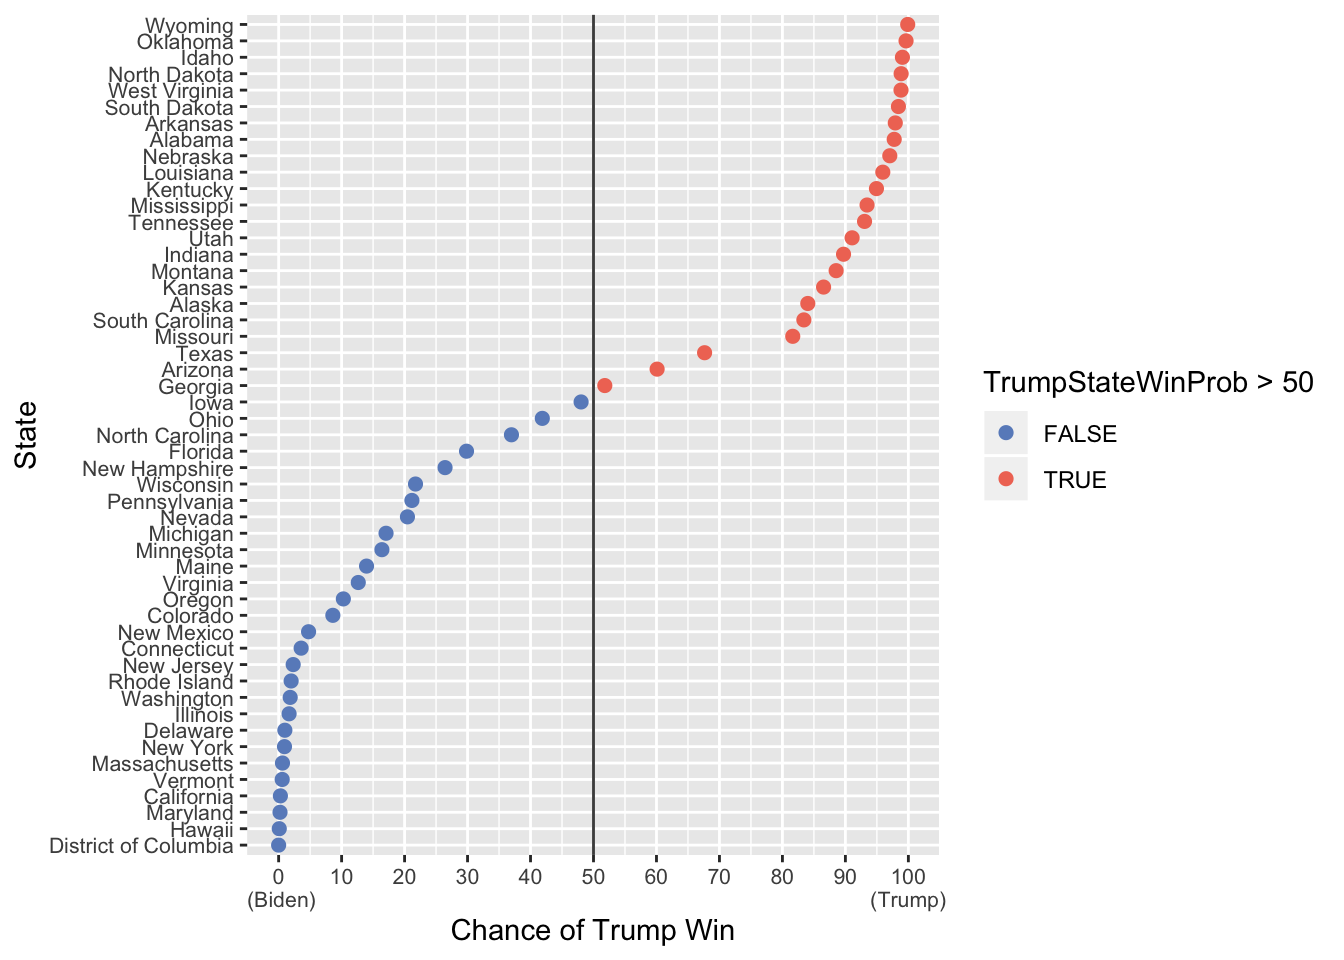 Wyoming
Oklahoma
Idaho
North Dakota
West Virginia
South Dakota
Arkansas
Alabama
Nebraska
Louisiana
Kentucky
Mississippi
Tennessee
Utah
Indiana
Montana
Kansas
Alaska
South Carolina
Missouri
Texas
Arizona
Georgia
Iowa
Ohio
North Carolina
Florida
New Hampshire
Wisconsin
Pennsylvania
Nevada
Michigan
Minnesota
Maine
Virginia
Oregon
Colorado
New Mexico
Connecticut
New Jersey
Rhode Island
Washington
Illinois
Delaware
New York
Massachusetts
Vermont
California
Maryland
Hawaii
District of Columbia
State
0 10 20 30 40 50 60 70 80 90 100
(Biden) (Trump)
Chance of Trump Win
TrumpStateWinProb > 50
FALSE
TRUE